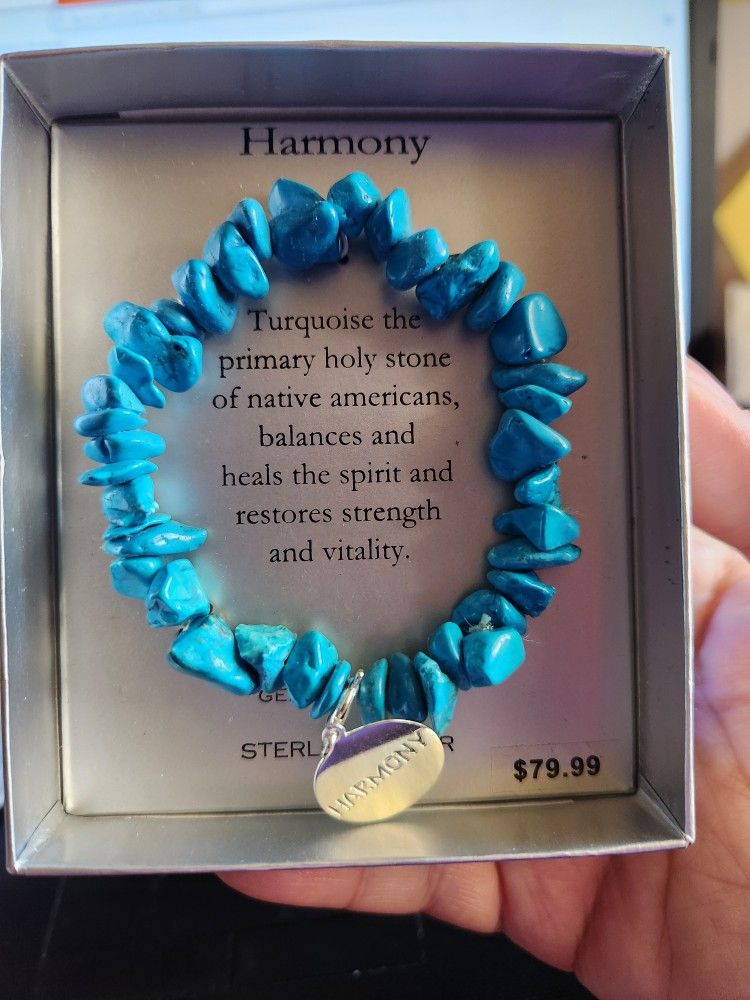 Harmony
Turquoise the
primary holy stone
of native americans,
balances and
heals the spirit and
restores strength
and vitality.
$79.99
HARMONY